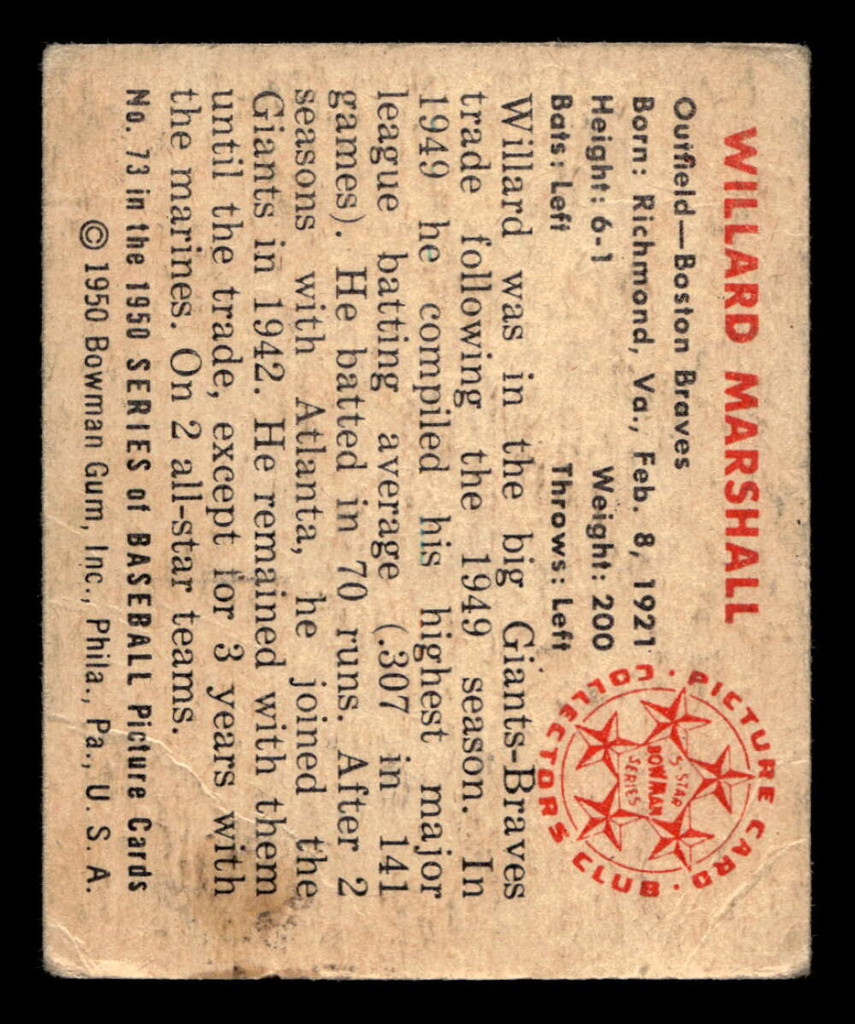 WILLARD MARSHALL
Outfield—Boston Braves
Born: Richmond, Va., Feb. 8, 1921
Height: 6-1 Weight: 200
Bats: Left Throws: Left
Willard was in the big Giants-Braves
trade following the 1949 season. In
1949 he compiled his highest major
league batting average (.307 in 141
games). He batted in 70 runs. After 2
seasons with Atlanta, he joined the
Giants in 1942. He remained with them
until the trade, except for 3 years with
the marines. On 2 all-star teams.
No. 73 in the 1950 SERIES of BASEBALL Picture Cards
© 1950 Bowman Gum, Inc., Phila., Pa., U. S. A.
PICTURE CARD · COLLECTORS CLUB ·
5-STAR
BOWMAN
SERIES